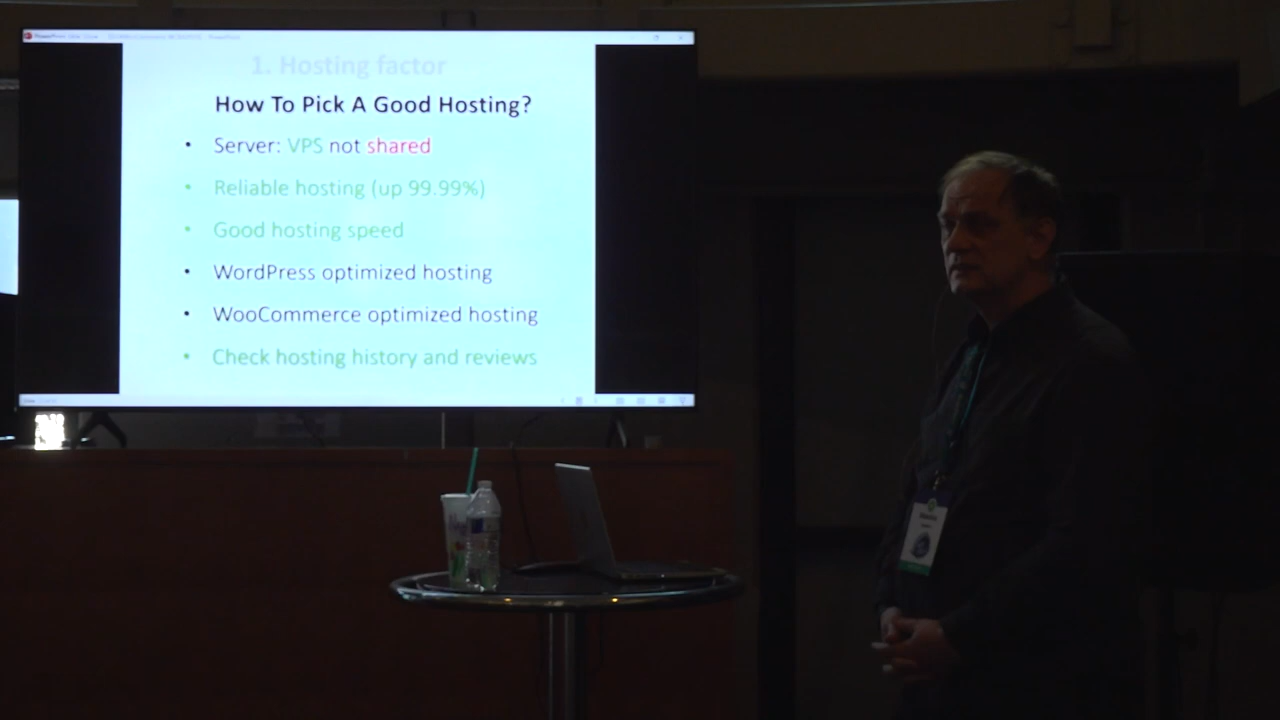 1. Hosting factor
How To Pick A Good Hosting?
• Server: VPS not shared
• Reliable hosting (up 99.99%)
• Good hosting speed
• WordPress optimized hosting
• WooCommerce optimized hosting
• Check hosting history and reviews